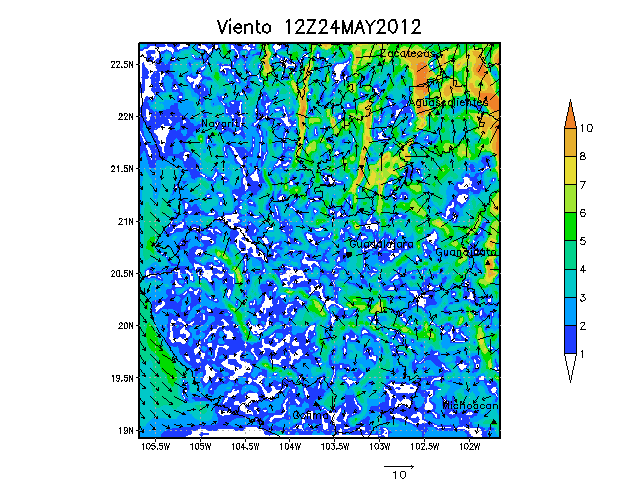 Viento 12Z24MAY2012
22.5N
22N
21.5N
21N
20.5N
20N
19.5N
19N
105.5W
105W
104.5W
104W
103.5W
103W
102.5W
102W
Zacatecas
Aguascalientes
Nayarit
Guadalajara
Guanajuato
Colima
Michoacan
10
8
7
6
5
4
3
2
1
10